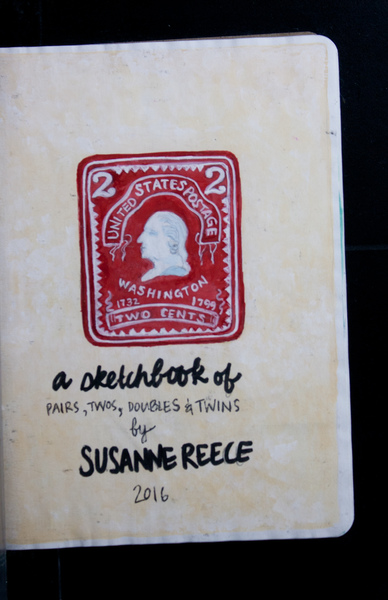 2 2
UNITED STATES POSTAGE
WASHINGTON
1732 1799
TWO CENTS
a sketchbook of
PAIRS, TWOS, DOUBLES & TWINS
by
SUSANNE REECE
2016